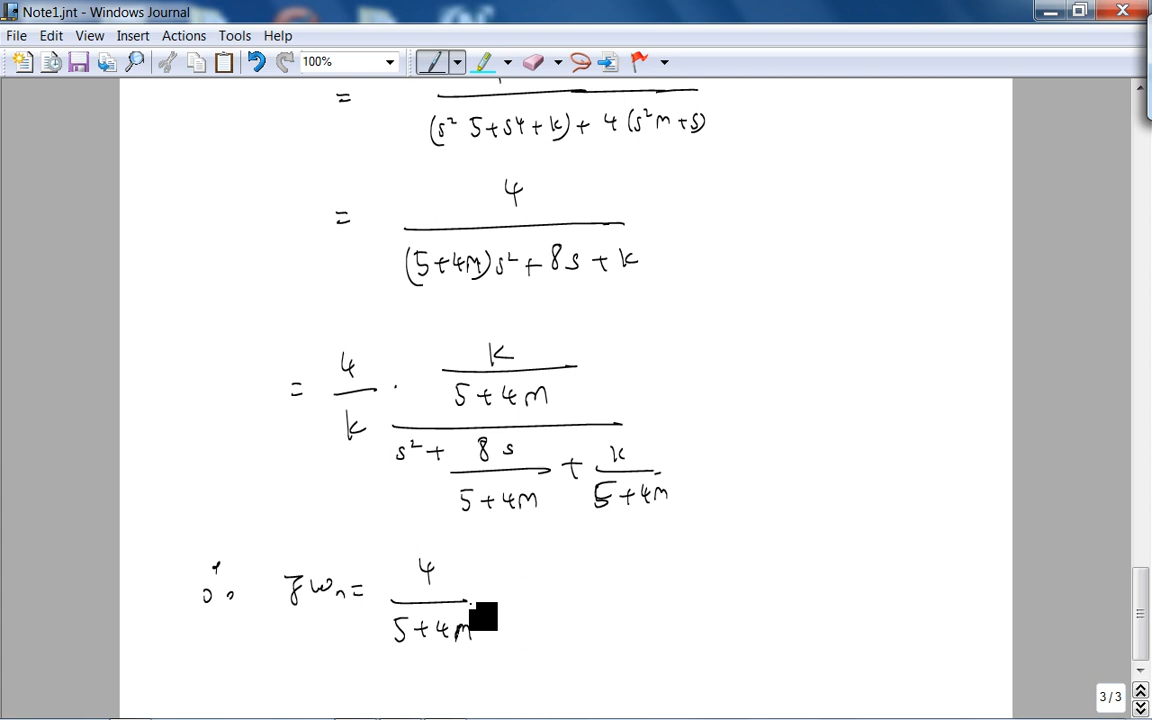 Note1.jnt - Windows Journal
File Edit View Insert Actions Tools Help
100%
=
(s² 5+s4+k)+ 4 (s²M+s)
= 4
(5+4M)s²+8s+k
= 4/k · k/(5+4M)
s²+ 8s/(5+4M) + k/(5+4M)
∴ ζωₙ= 4/(5+4M)
3/3